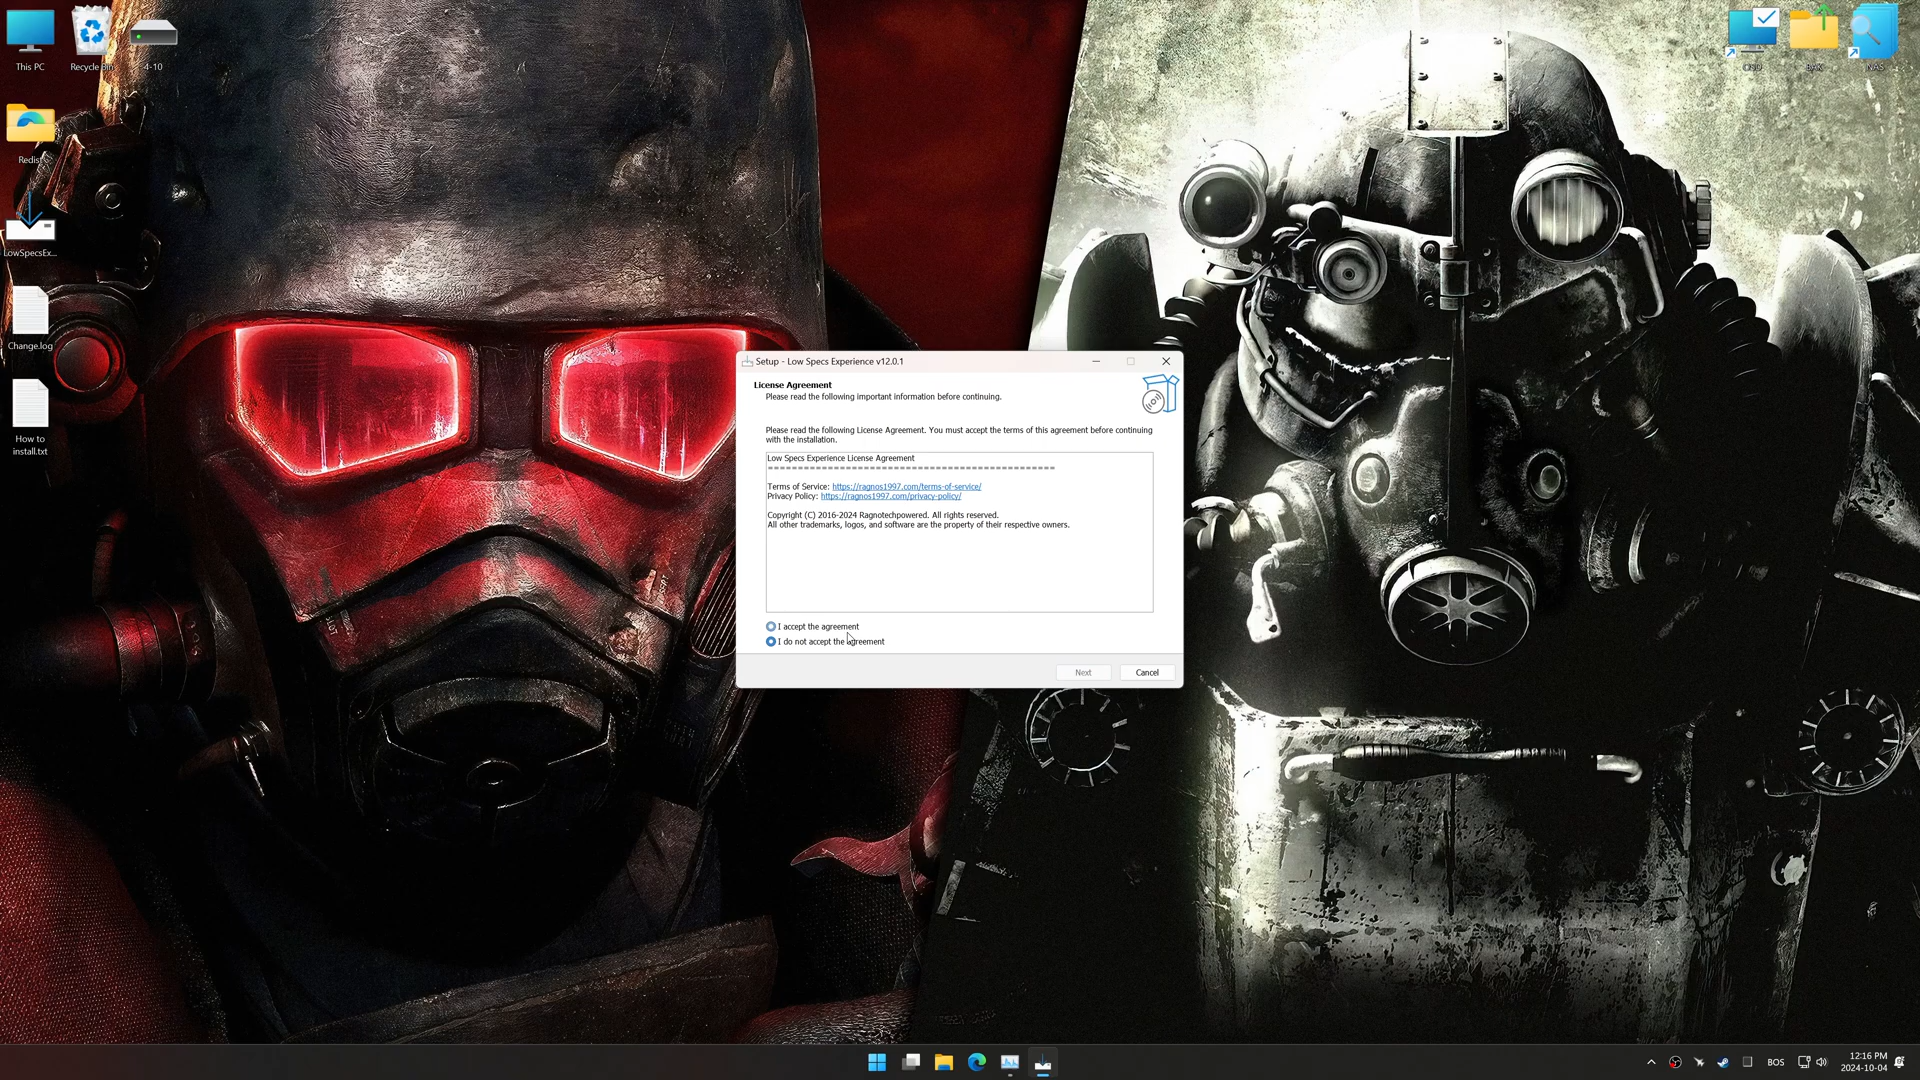 This PC
Recycle Bin
4-10
Redist
LowSpecsEx...
Change.log
How to
install.txt
Setup - Low Specs Experience v12.0.1
License Agreement
Please read the following important information before continuing.
Please read the following License Agreement. You must accept the terms of this agreement before continuing
with the installation.
Low Specs Experience License Agreement
================================================
Terms of Service: https://ragnos1997.com/terms-of-service/
Privacy Policy: https://ragnos1997.com/privacy-policy/
Copyright (C) 2016-2024 Ragnotechpowered. All rights reserved.
All other trademarks, logos, and software are the property of their respective owners.
I accept the agreement
I do not accept the agreement
Next
Cancel
BOS
12:16 PM
2024-10-04